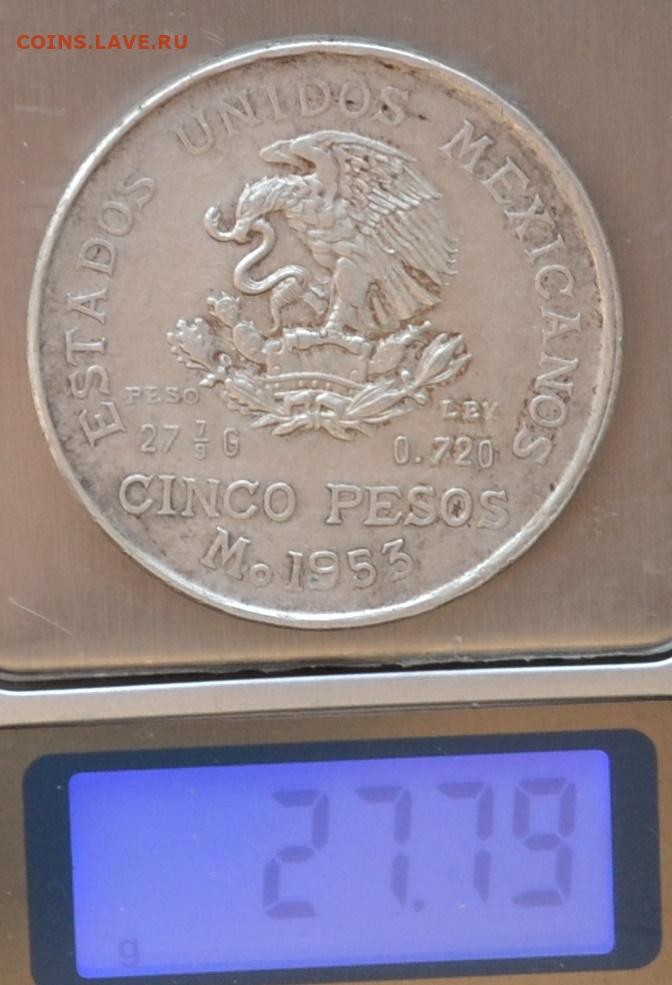 COINS.LAVE.RU
ESTADOS UNIDOS MEXICANOS
PESO LEY
27 7/9 G 0.720
CINCO PESOS
Mo 1953
27.79
g